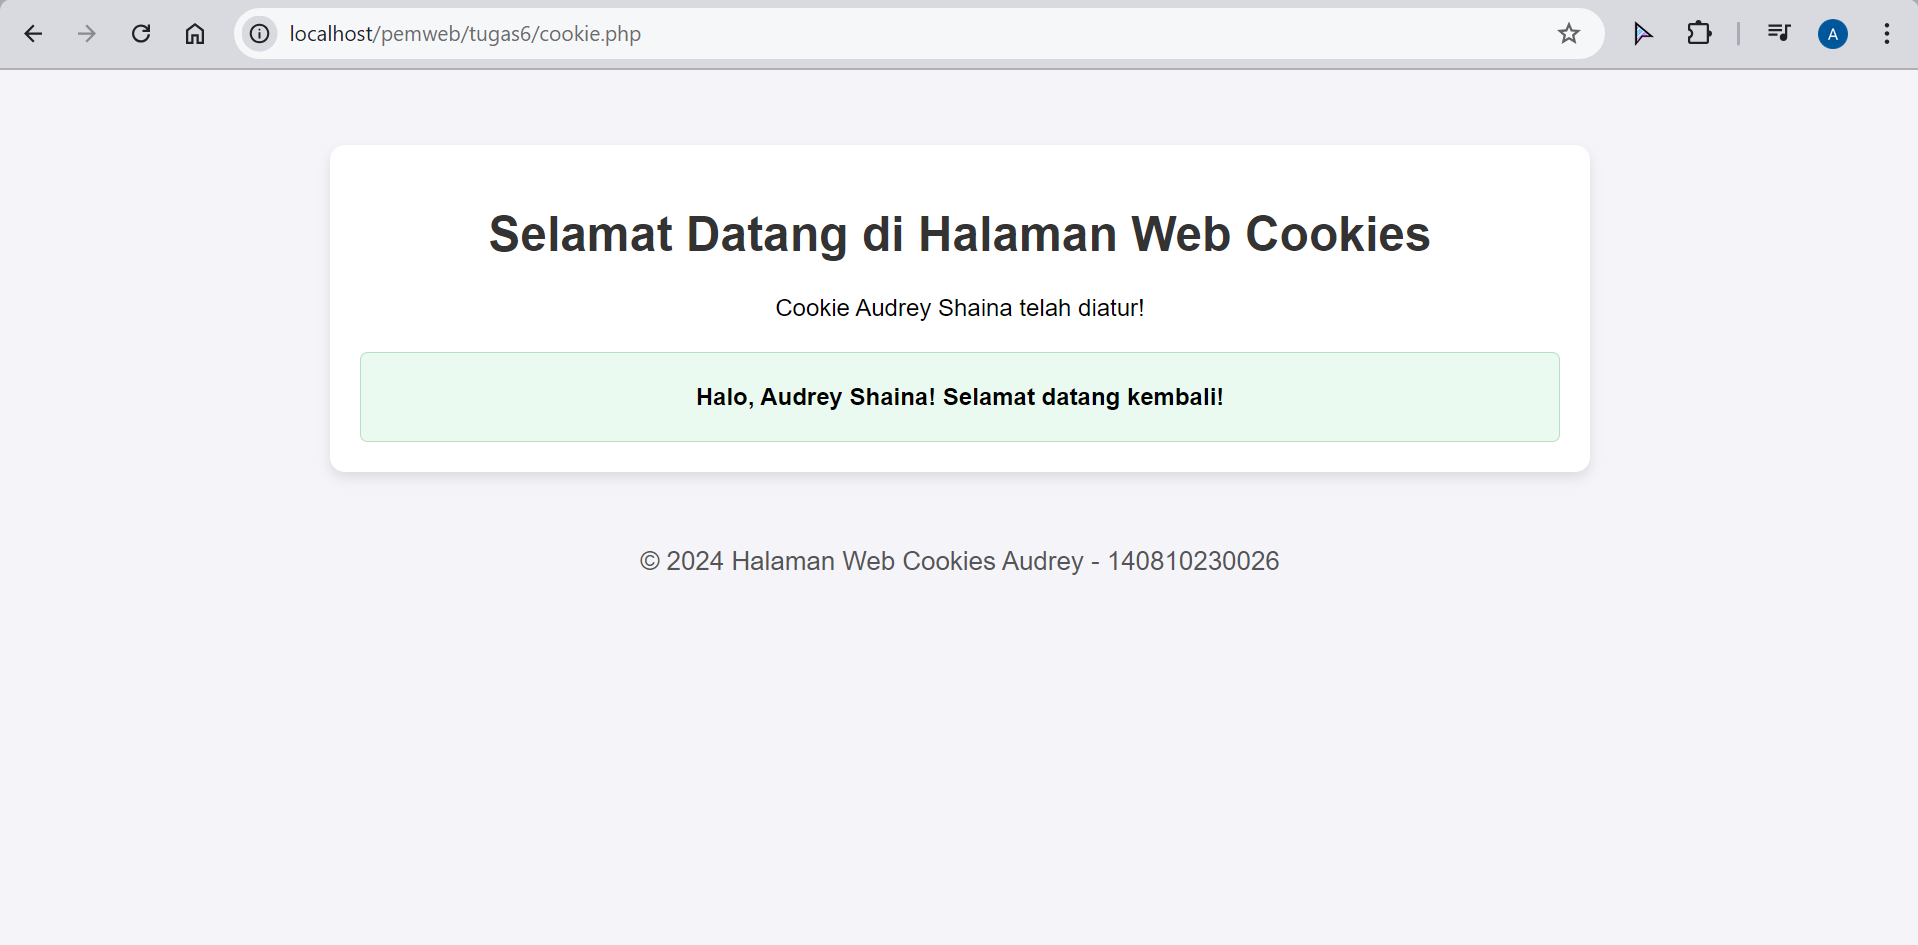 localhost/pemweb/tugas6/cookie.php
A
Selamat Datang di Halaman Web Cookies
Cookie Audrey Shaina telah diatur!
Halo, Audrey Shaina! Selamat datang kembali!
© 2024 Halaman Web Cookies Audrey - 140810230026